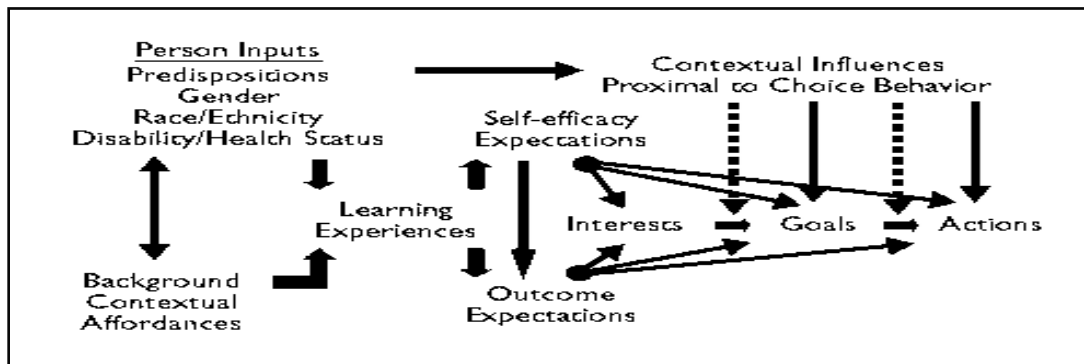 Person Inputs
Predispositions
Gender
Race/Ethnicity
Disability/Health Status
Contextual Influences
Proximal to Choice Behavior
Self-efficacy
Expectations
Learning
Experiences
Interests
Goals
Actions
Background
Contextual
Affordances
Outcome
Expectations